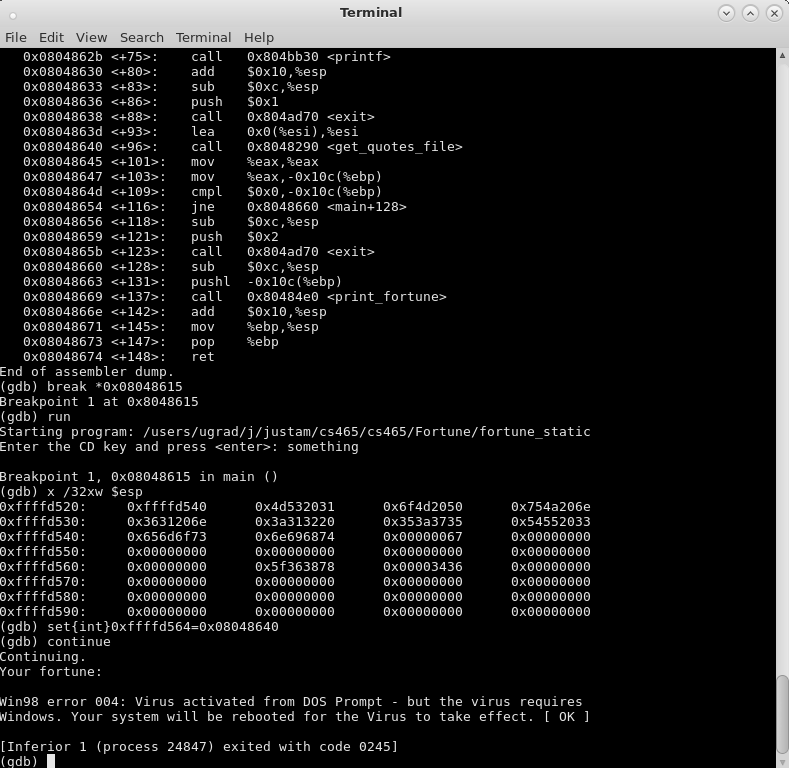 Terminal
File Edit View Search Terminal Help
0x0804862b <+75>: call 0x804bb30 <printf>
0x08048630 <+80>: add $0x10,%esp
0x08048633 <+83>: sub $0xc,%esp
0x08048636 <+86>: push $0x1
0x08048638 <+88>: call 0x804ad70 <exit>
0x0804863d <+93>: lea 0x0(%esi),%esi
0x08048640 <+96>: call 0x8048290 <get_quotes_file>
0x08048645 <+101>: mov %eax,%eax
0x08048647 <+103>: mov %eax,-0x10c(%ebp)
0x0804864d <+109>: cmpl $0x0,-0x10c(%ebp)
0x08048654 <+116>: jne 0x8048660 <main+128>
0x08048656 <+118>: sub $0xc,%esp
0x08048659 <+121>: push $0x2
0x0804865b <+123>: call 0x804ad70 <exit>
0x08048660 <+128>: sub $0xc,%esp
0x08048663 <+131>: pushl -0x10c(%ebp)
0x08048669 <+137>: call 0x80484e0 <print_fortune>
0x0804866e <+142>: add $0x10,%esp
0x08048671 <+145>: mov %ebp,%esp
0x08048673 <+147>: pop %ebp
0x08048674 <+148>: ret
End of assembler dump.
(gdb) break *0x08048615
Breakpoint 1 at 0x8048615
(gdb) run
Starting program: /users/ugrad/j/justam/cs465/cs465/Fortune/fortune_static
Enter the CD key and press <enter>: something
Breakpoint 1, 0x08048615 in main ()
(gdb) x /32xw $esp
0xffffd520: 0xffffd540 0x4d532031 0x6f4d2050 0x754a206e
0xffffd530: 0x3631206e 0x3a313220 0x353a3735 0x54552033
0xffffd540: 0x656d6f73 0x6e696874 0x00000067 0x00000000
0xffffd550: 0x00000000 0x00000000 0x00000000 0x00000000
0xffffd560: 0x00000000 0x5f363878 0x00003436 0x00000000
0xffffd570: 0x00000000 0x00000000 0x00000000 0x00000000
0xffffd580: 0x00000000 0x00000000 0x00000000 0x00000000
0xffffd590: 0x00000000 0x00000000 0x00000000 0x00000000
(gdb) set{int}0xffffd564=0x08048640
(gdb) continue
Continuing.
Your fortune:
Win98 error 004: Virus activated from DOS Prompt - but the virus requires
Windows. Your system will be rebooted for the Virus to take effect. [ OK ]
[Inferior 1 (process 24847) exited with code 0245]
(gdb)